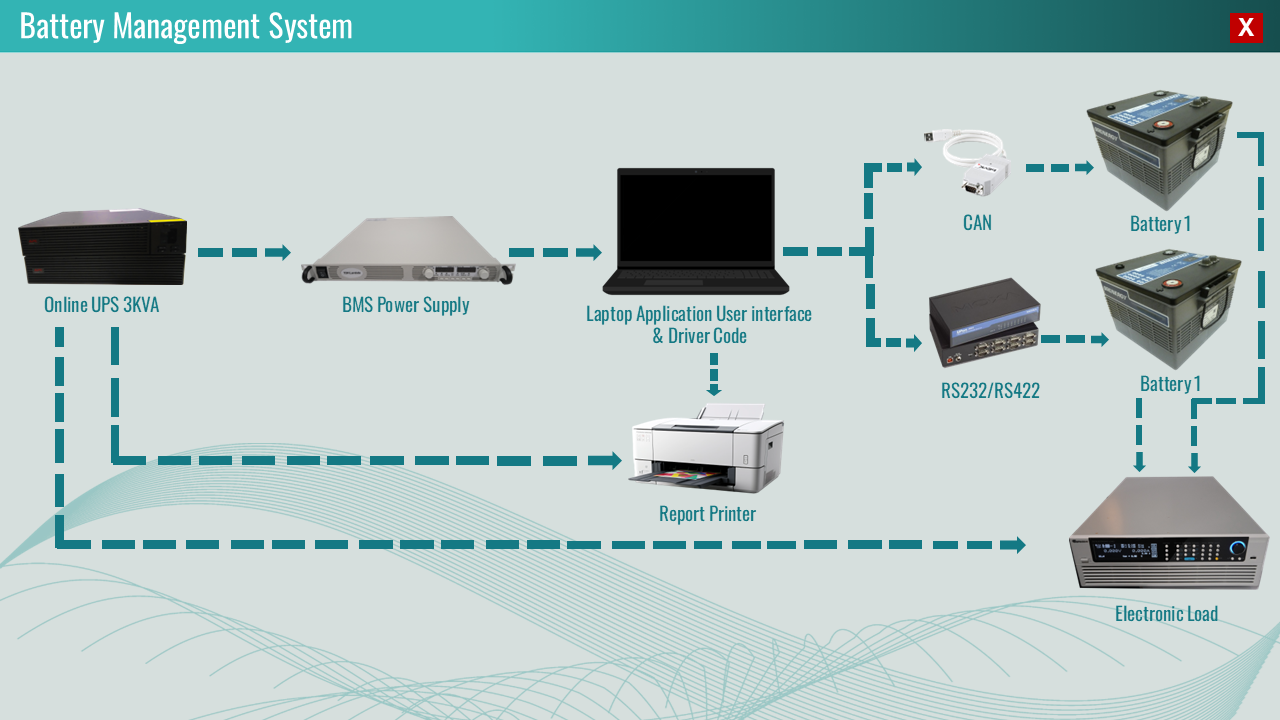 Battery Management System
X
CAN
Battery 1
Online UPS 3KVA
BMS Power Supply
Laptop Application User interface
& Driver Code
RS232/RS422
Battery 1
Report Printer
Electronic Load